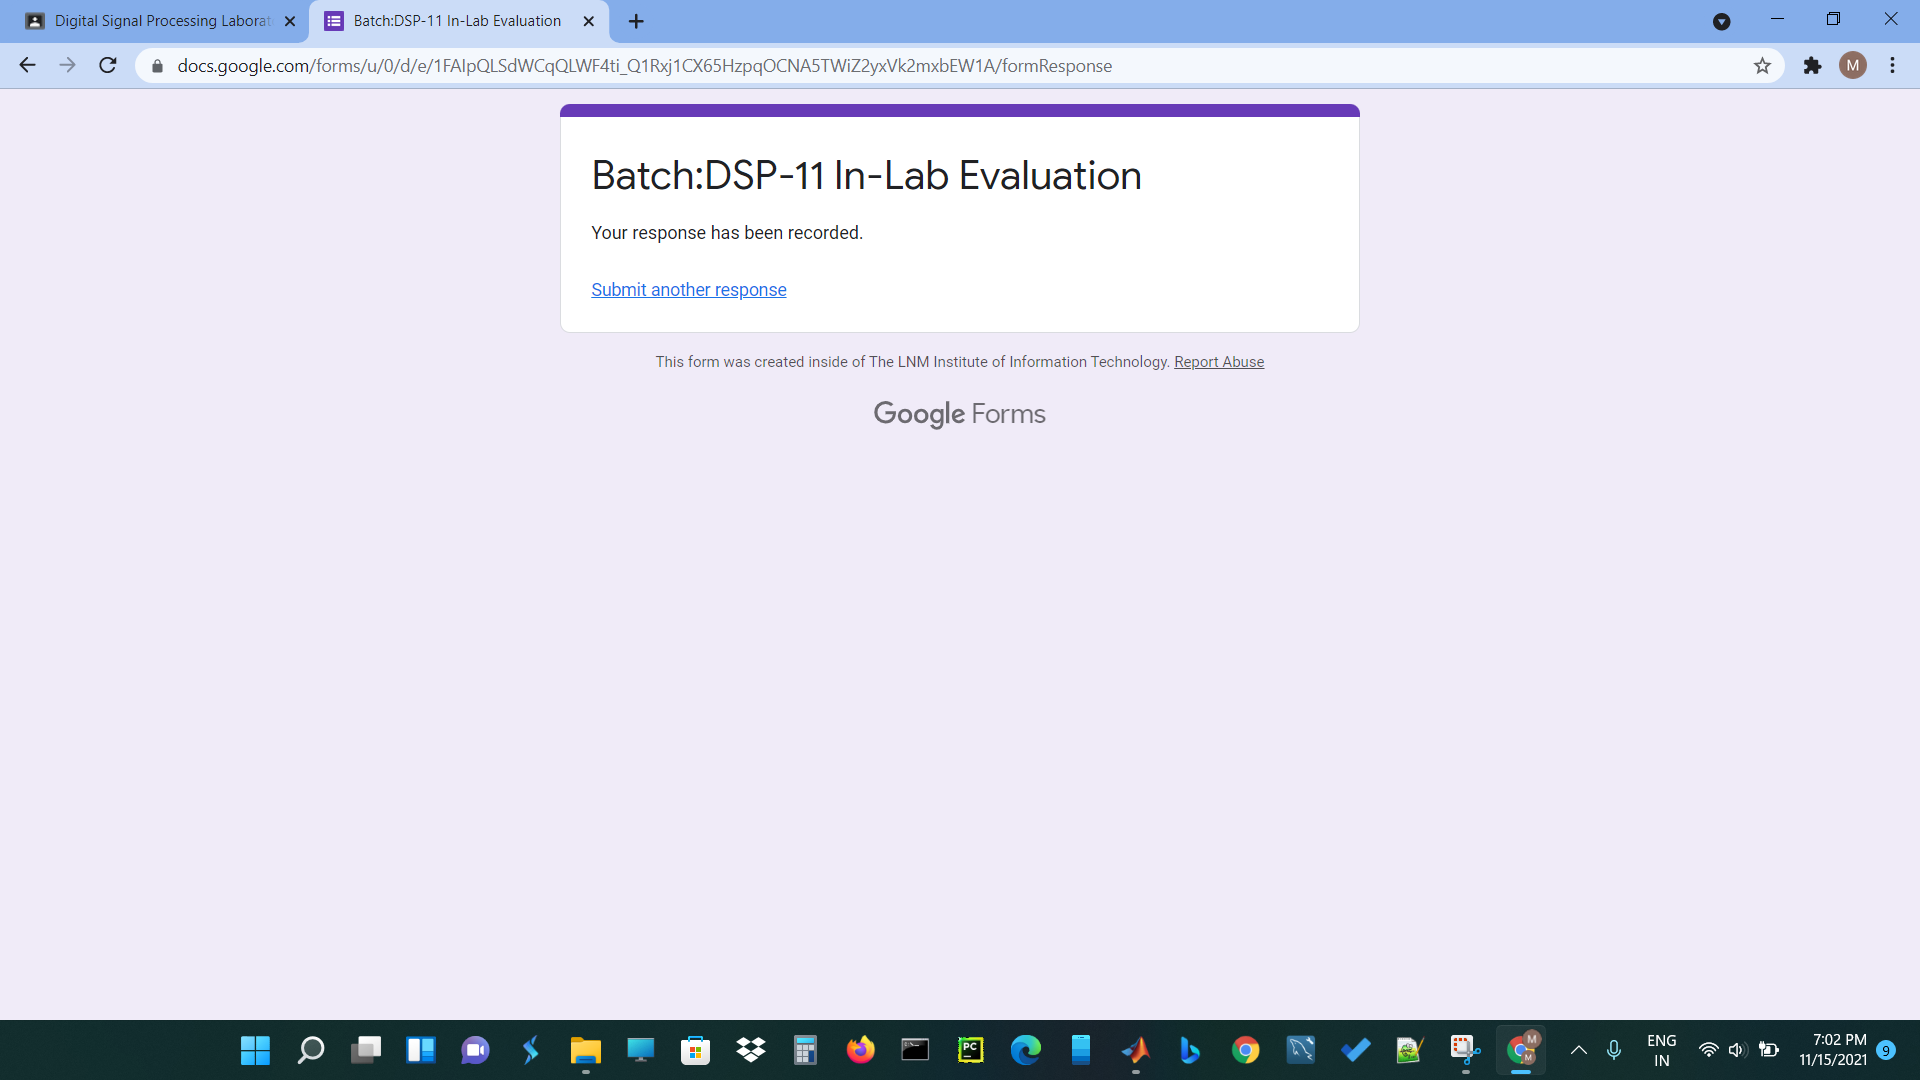 Digital Signal Processing Laborat
Batch:DSP-11 In-Lab Evaluation
docs.google.com/forms/u/0/d/e/1FAIpQLSdWCqQLWF4ti_Q1Rxj1CX65HzpqOCNA5TWiZ2yxVk2mxbEW1A/formResponse
M
Batch:DSP-11 In-Lab Evaluation
Your response has been recorded.
Submit another response
This form was created inside of The LNM Institute of Information Technology. Report Abuse
Google Forms
PC
M
M
ENG
IN
7:02 PM
11/15/2021
9